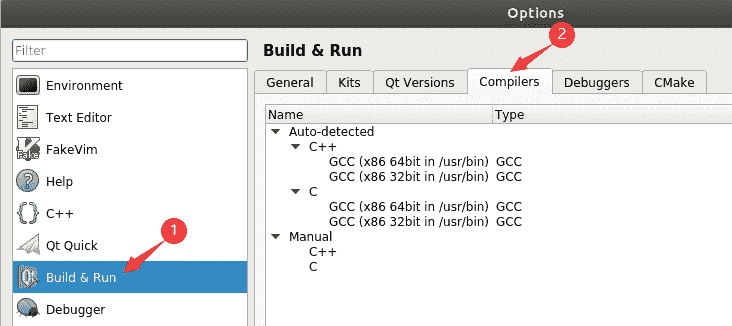 Options
Filter
Build & Run
2
General Kits Qt Versions Compilers Debuggers CMake
Environment
Text Editor
FakeVim
Help
C++
Qt Quick
1
Build & Run
Debugger
Name Type
Auto-detected
C++
GCC (x86 64bit in /usr/bin) GCC
GCC (x86 32bit in /usr/bin) GCC
C
GCC (x86 64bit in /usr/bin) GCC
GCC (x86 32bit in /usr/bin) GCC
Manual
C++
C